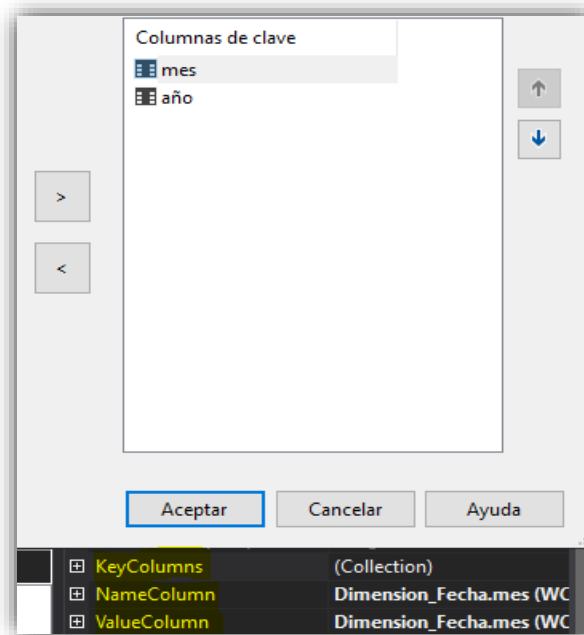 Columnas de clave
mes
año
>
<
Aceptar Cancelar Ayuda
KeyColumns (Collection)
NameColumn Dimension_Fecha.mes (WC
ValueColumn Dimension_Fecha.mes (WC